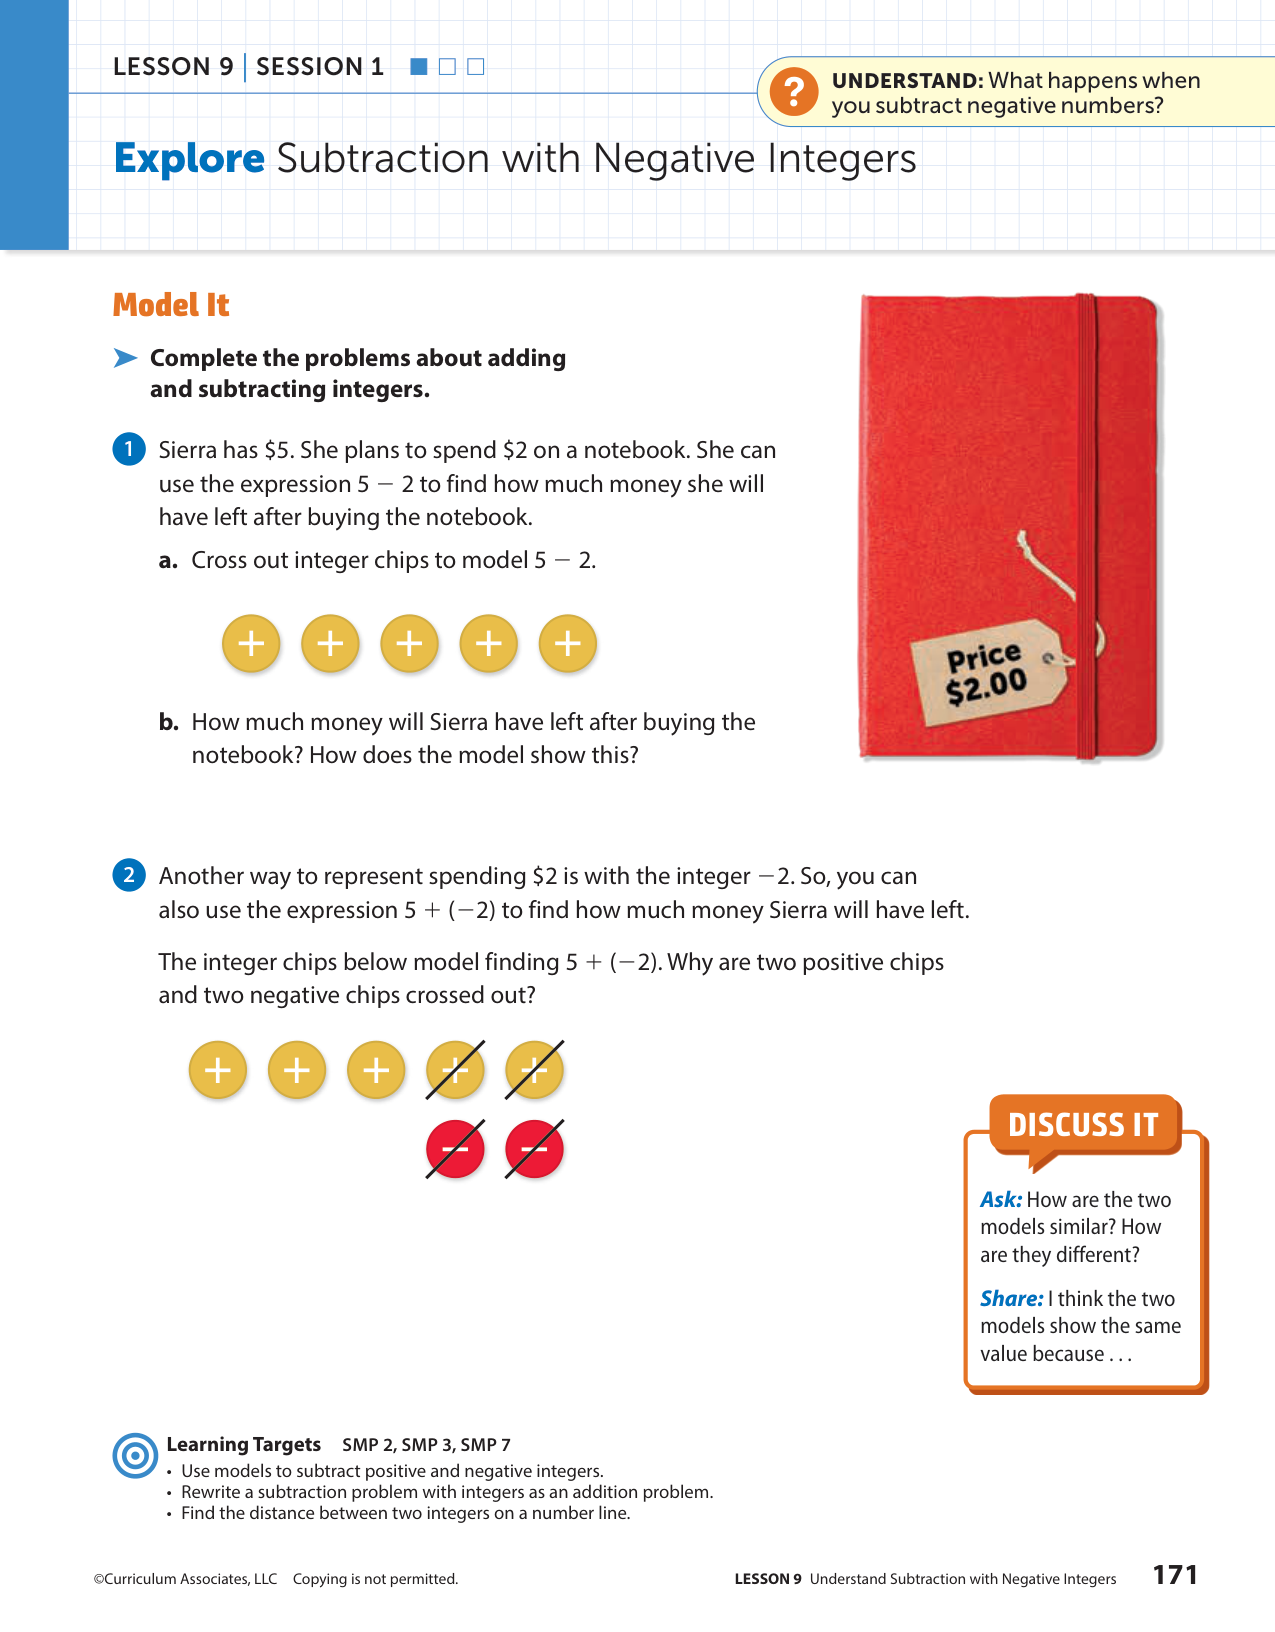 LESSON 9 | SESSION 1
? UNDERSTAND: What happens when
you subtract negative numbers?
Explore Subtraction with Negative Integers
Model It
Complete the problems about adding
and subtracting integers.
1 Sierra has $5. She plans to spend $2 on a notebook. She can
use the expression 5 − 2 to find how much money she will
have left after buying the notebook.
a. Cross out integer chips to model 5 − 2.
+ + + + +
Price
$2.00
b. How much money will Sierra have left after buying the
notebook? How does the model show this?
2 Another way to represent spending $2 is with the integer −2. So, you can
also use the expression 5 + (−2) to find how much money Sierra will have left.
The integer chips below model finding 5 + (−2). Why are two positive chips
and two negative chips crossed out?
+ + + + +
− −
DISCUSS IT
Ask: How are the two
models similar? How
are they different?
Share: I think the two
models show the same
value because . . .
Learning Targets SMP 2, SMP 3, SMP 7
• Use models to subtract positive and negative integers.
• Rewrite a subtraction problem with integers as an addition problem.
• Find the distance between two integers on a number line.
©Curriculum Associates, LLC Copying is not permitted.
LESSON 9 Understand Subtraction with Negative Integers 171